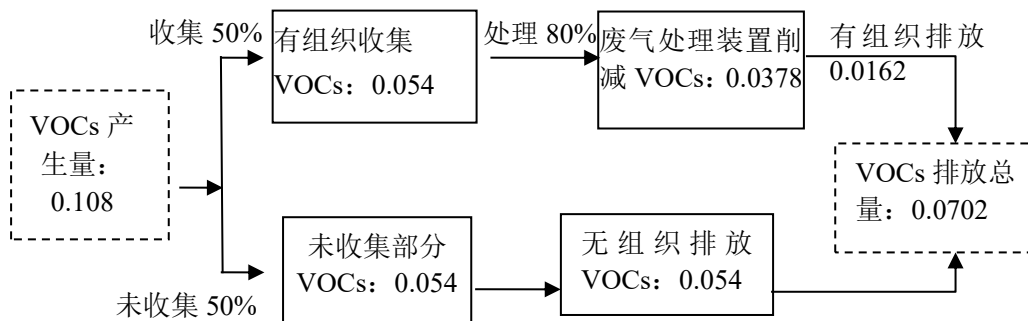 收集 50%
有组织收集
VOCs：0.054
处理 80%
废气处理装置削
减 VOCs：0.0378
有组织排放
0.0162
VOCs 产
生量：
0.108
VOCs 排放总
量：0.0702
未收集 50%
未收集部分
VOCs：0.054
无组织排放
VOCs：0.054